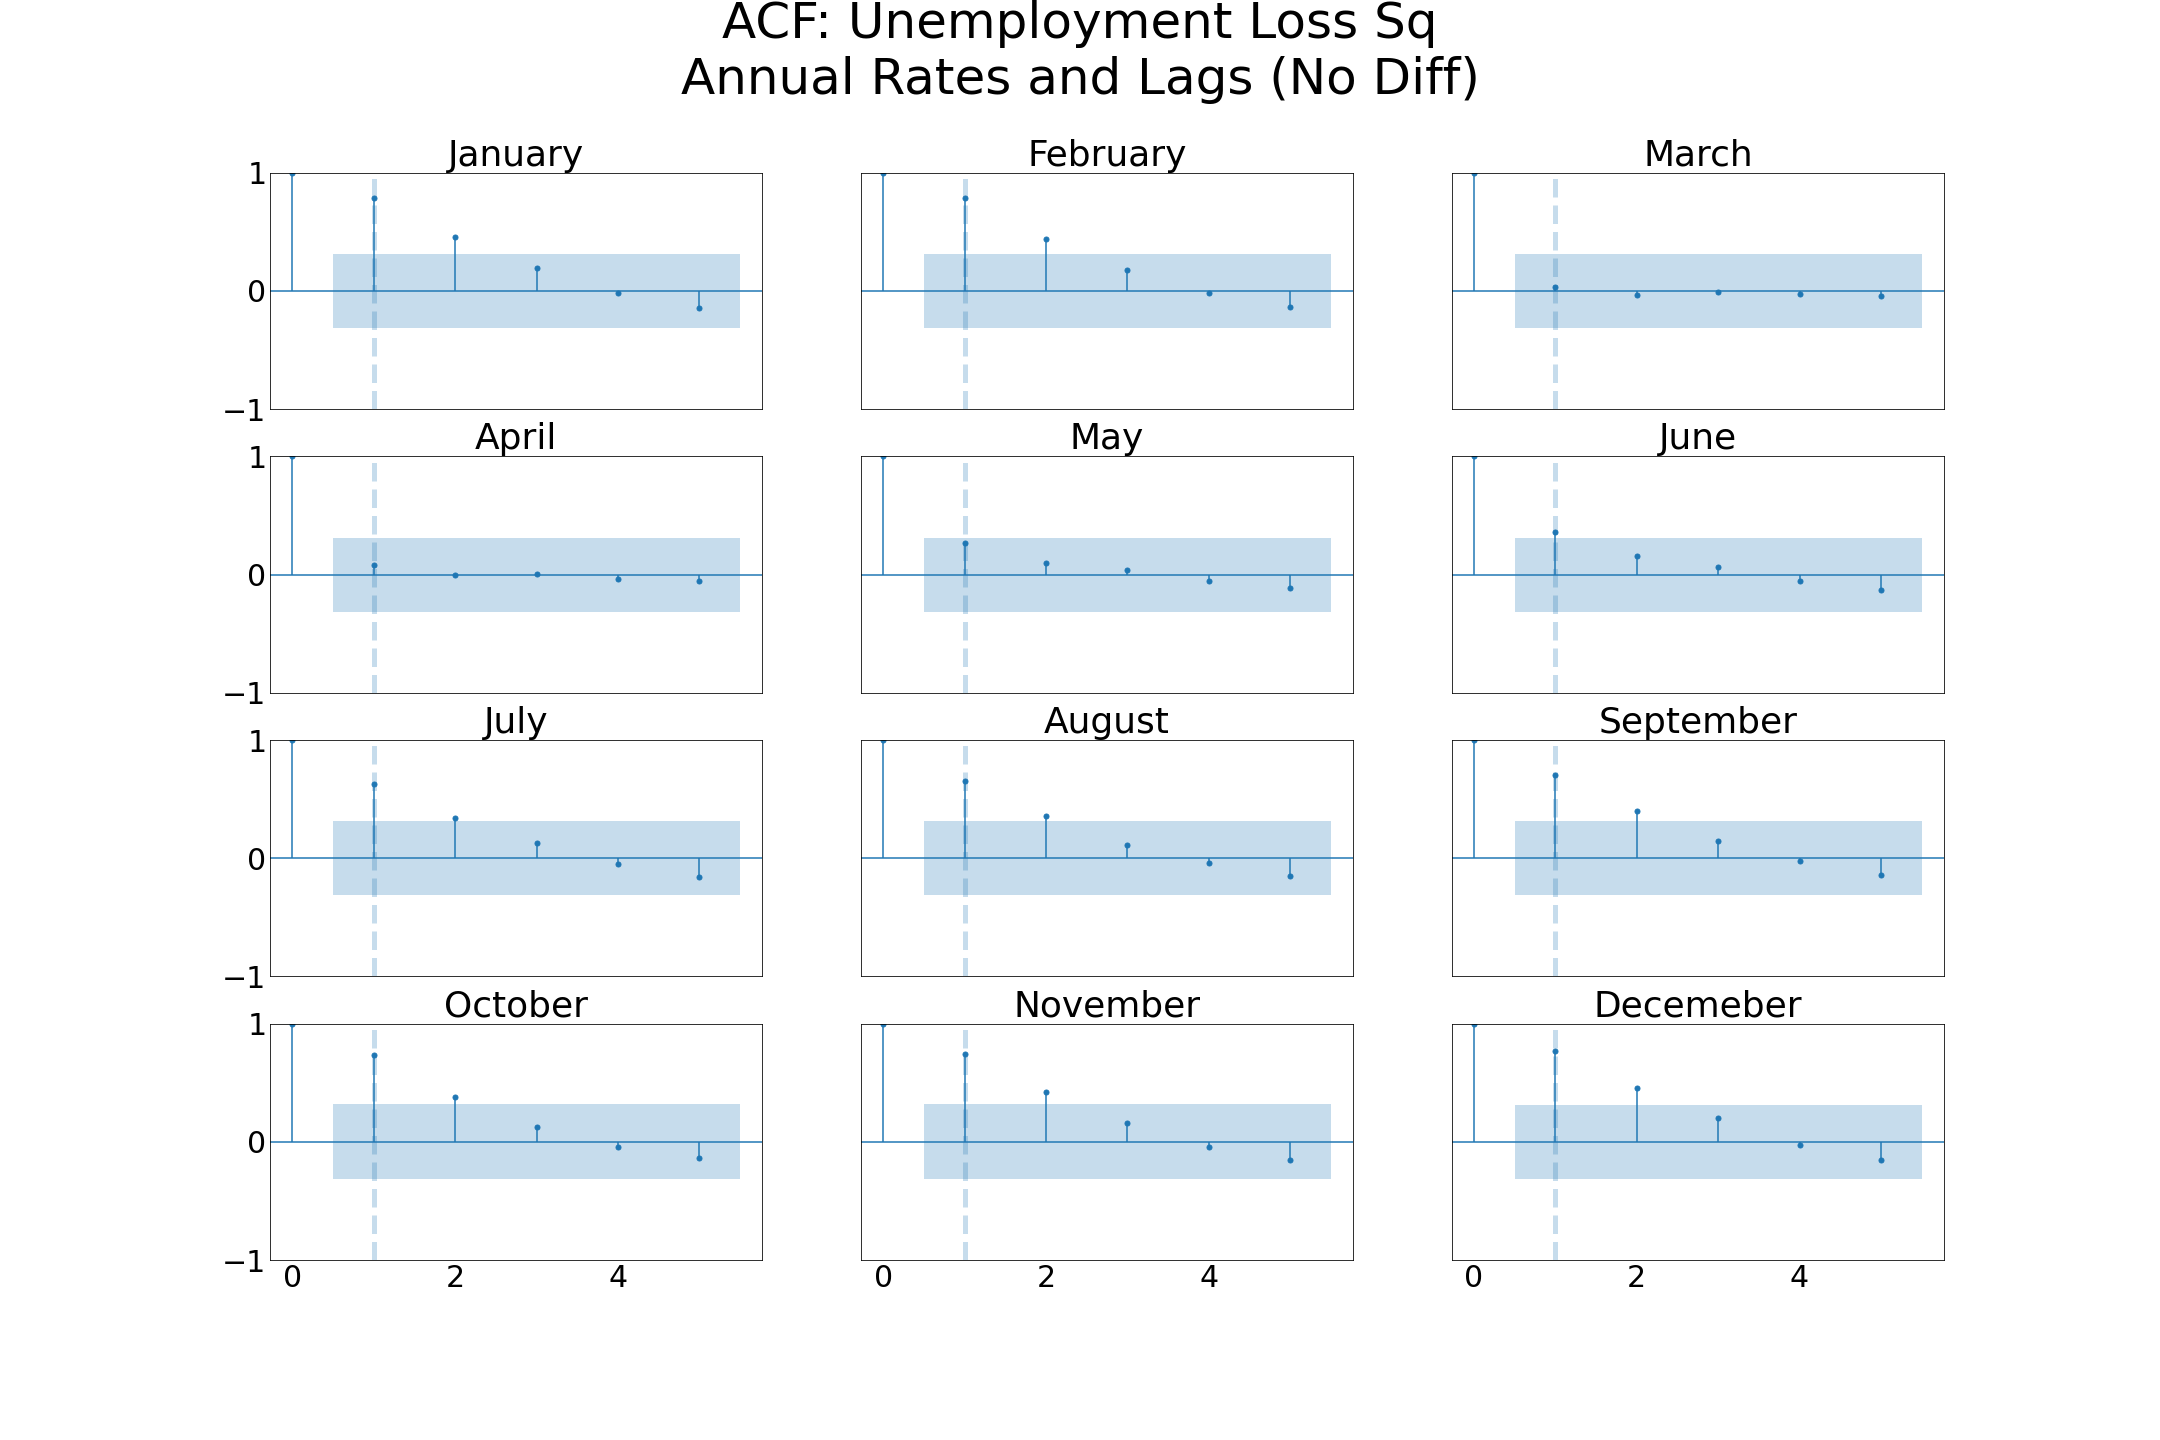 ACF: Unemployment Loss Sq
Annual Rates and Lags (No Diff)
January February March
1
0
−1
April May June
1
0
−1
July August September
1
0
−1
October November Decemeber
1
0
−1
0 2 4 0 2 4 0 2 4